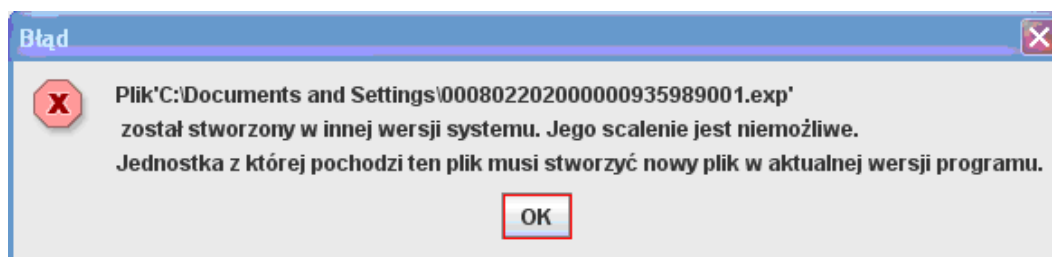 Błąd
Plik'C:\Documents and Settings\000802202000000935989001.exp'
został stworzony w innej wersji systemu. Jego scalenie jest niemożliwe.
Jednostka z której pochodzi ten plik musi stworzyć nowy plik w aktualnej wersji programu.
OK